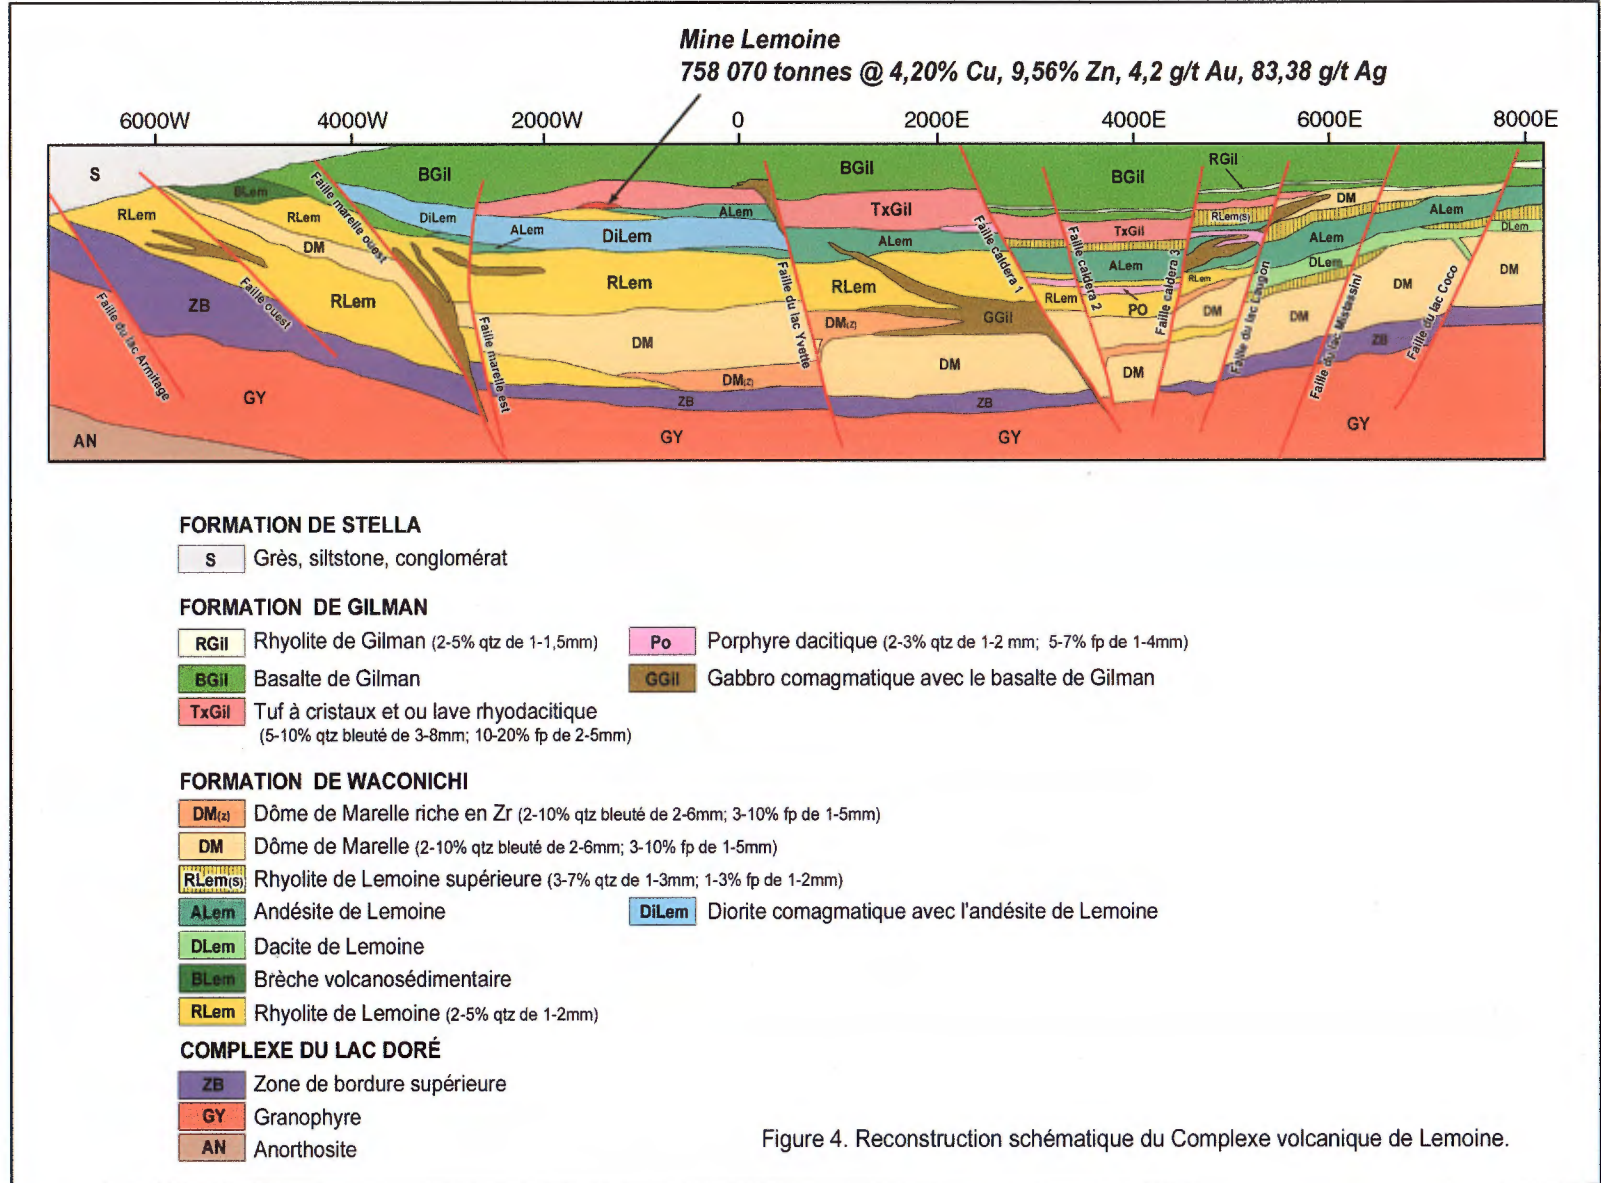 Mine Lemoine
758 070 tonnes @ 4,20% Cu, 9,56% Zn, 4,2 g/t Au, 83,38 g/t Ag
6000W 4000W 2000W 0 2000E 4000E 6000E 8000E
S
BLem
BGil
BGil
BGil
RGil
RLem
RLem
DM
DiLem
ALem
DiLem
ALem
TxGil
ALem
TxGil
RLem(S)
DM
ALem
ALem
ALem
DLem
DLem
ZB
RLem
RLem
RLem
RLem
RLem
PO
DM
DM
DM
DM
DM(Z)
GGil
DM
DM(Z)
DM
DM
ZB
ZB
ZB
GY
GY
GY
GY
AN
Faille du lac Armitage
Faille ouest
Faille marelle ouest
Faille marelle est
Faille du lac Yvette
Faille caldera 1
Faille caldera 2
Faille caldera 3
Faille du lac Laugon
Faille du lac Mistassini
Faille du lac Coco
FORMATION DE STELLA
S Grès, siltstone, conglomérat
FORMATION DE GILMAN
RGil Rhyolite de Gilman (2-5% qtz de 1-1,5mm) Po Porphyre dacitique (2-3% qtz de 1-2 mm; 5-7% fp de 1-4mm)
BGil Basalte de Gilman GGil Gabbro comagmatique avec le basalte de Gilman
TxGil Tuf à cristaux et ou lave rhyodacitique
(5-10% qtz bleuté de 3-8mm; 10-20% fp de 2-5mm)
FORMATION DE WACONICHI
DM(z) Dôme de Marelle riche en Zr (2-10% qtz bleuté de 2-6mm; 3-10% fp de 1-5mm)
DM Dôme de Marelle (2-10% qtz bleuté de 2-6mm; 3-10% fp de 1-5mm)
RLem(S) Rhyolite de Lemoine supérieure (3-7% qtz de 1-3mm; 1-3% fp de 1-2mm)
ALem Andésite de Lemoine DiLem Diorite comagmatique avec l'andésite de Lemoine
DLem Dacite de Lemoine
BLem Brèche volcanosédimentaire
RLem Rhyolite de Lemoine (2-5% qtz de 1-2mm)
COMPLEXE DU LAC DORÉ
ZB Zone de bordure supérieure
GY Granophyre
AN Anorthosite
Figure 4. Reconstruction schématique du Complexe volcanique de Lemoine.